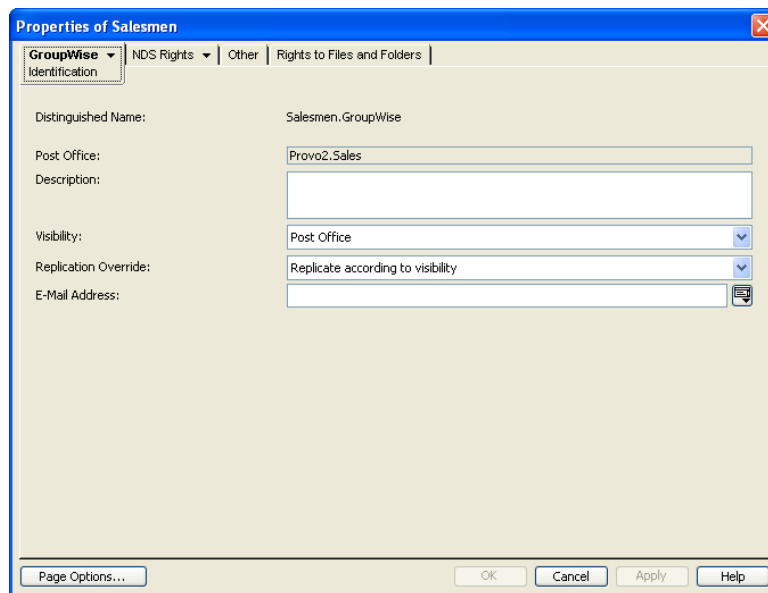 Properties of Salesmen
GroupWise NDS Rights Other Rights to Files and Folders
Identification
Distinguished Name: Salesmen.GroupWise
Post Office: Provo2.Sales
Description:
Visibility: Post Office
Replication Override: Replicate according to visibility
E-Mail Address:
Page Options... OK Cancel Apply Help